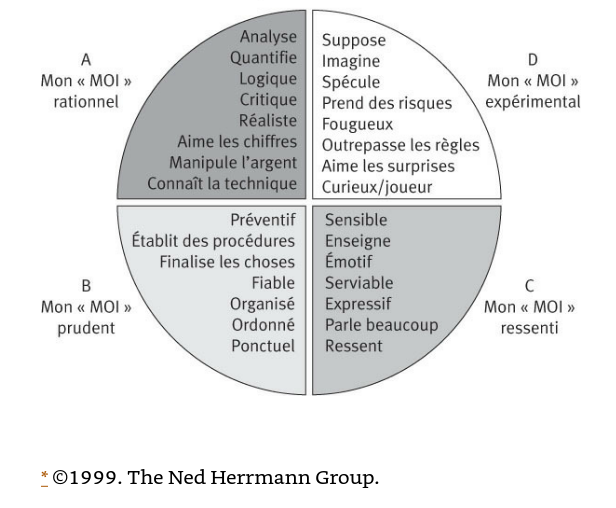 A
Mon « MOI »
rationnel
Analyse
Quantifie
Logique
Critique
Réaliste
Aime les chiffres
Manipule l’argent
Connaît la technique
Suppose
Imagine
Spécule
Prend des risques
Fougueux
Outrepasse les règles
Aime les surprises
Curieux/joueur
D
Mon « MOI »
expérimental
B
Mon « MOI »
prudent
Préventif
Établit des procédures
Finalise les choses
Fiable
Organisé
Ordonné
Ponctuel
Sensible
Enseigne
Émotif
Serviable
Expressif
Parle beaucoup
Ressent
C
Mon « MOI »
ressenti
* ©1999. The Ned Herrmann Group.